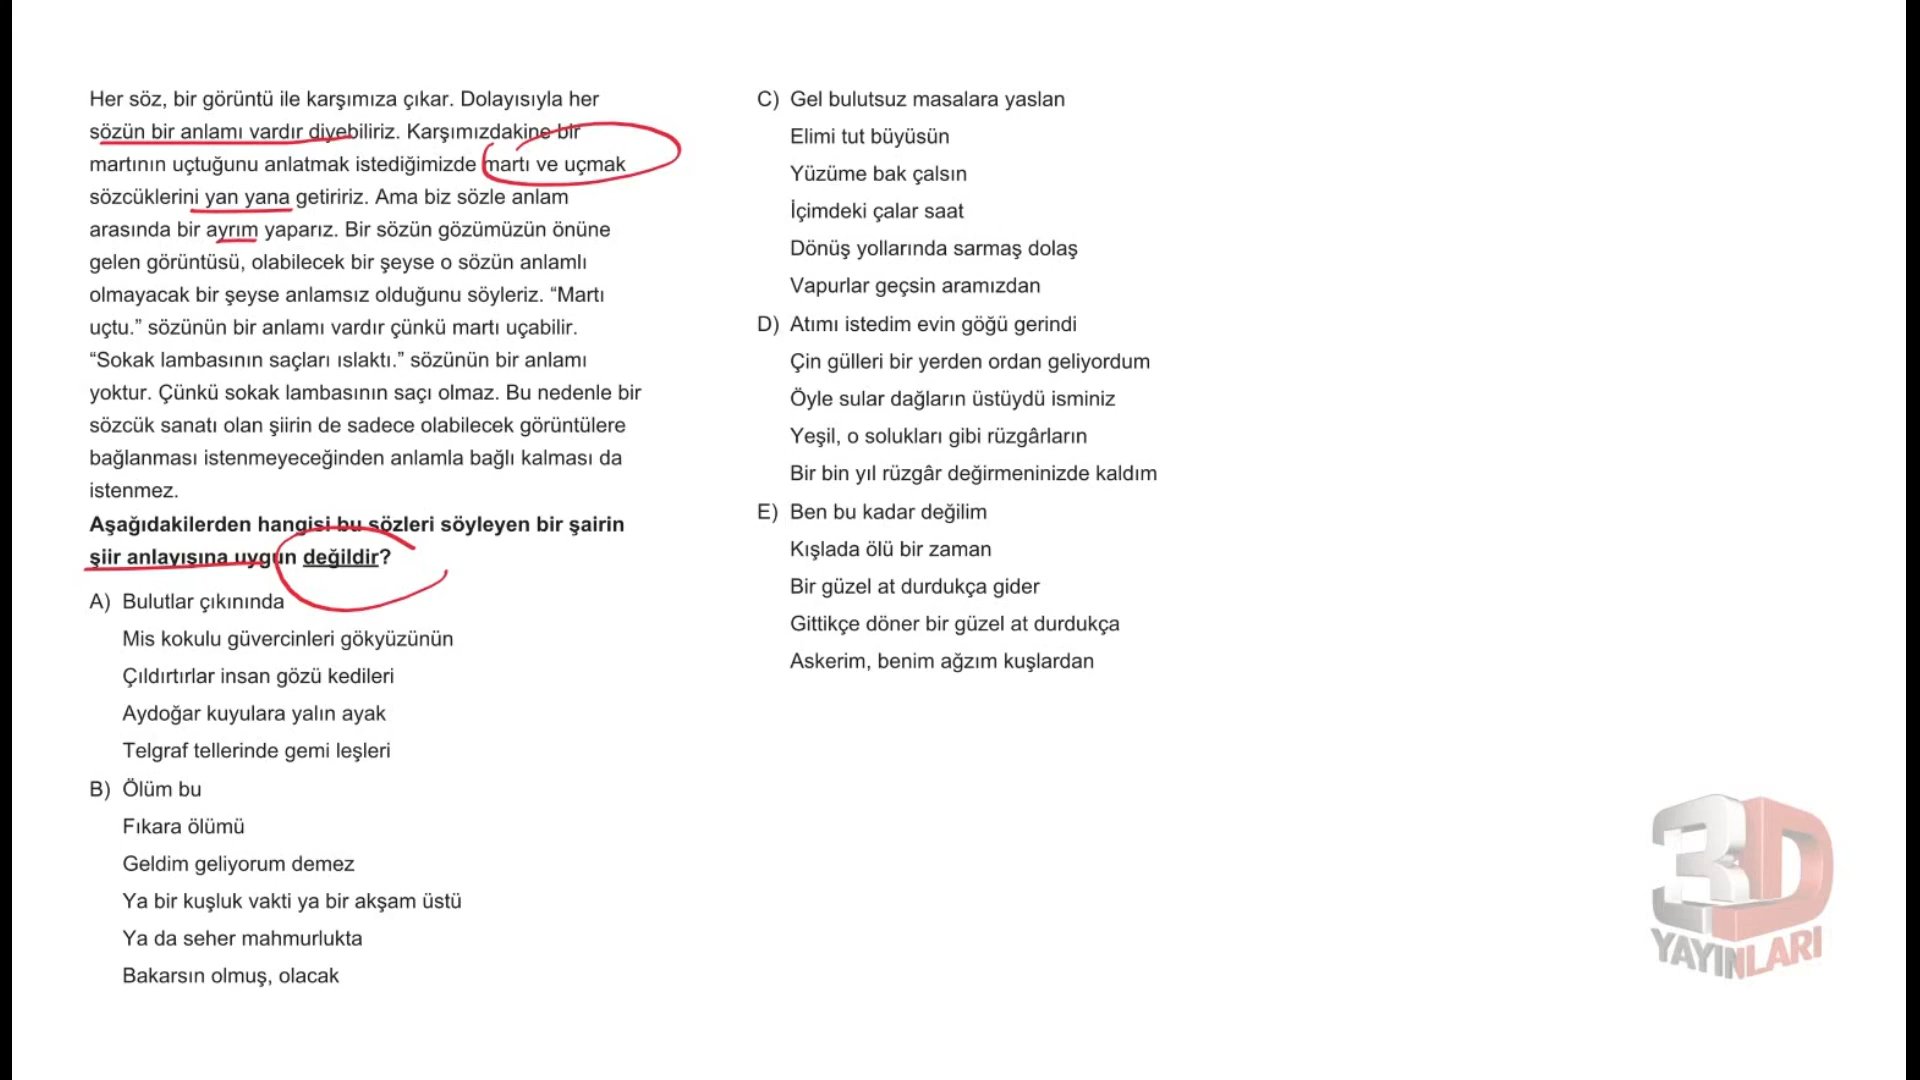 Her söz, bir görüntü ile karşımıza çıkar. Dolayısıyla her
sözün bir anlamı vardır diyebiliriz. Karşımızdakine bir
martının uçtuğunu anlatmak istediğimizde martı ve uçmak
sözcüklerini yan yana getiririz. Ama biz sözle anlam
arasında bir ayrım yaparız. Bir sözün gözümüzün önüne
gelen görüntüsü, olabilecek bir şeyse o sözün anlamlı
olmayacak bir şeyse anlamsız olduğunu söyleriz. “Martı
uçtu.” sözünün bir anlamı vardır çünkü martı uçabilir.
“Sokak lambasının saçları ıslaktı.” sözünün bir anlamı
yoktur. Çünkü sokak lambasının saçı olmaz. Bu nedenle bir
sözcük sanatı olan şiirin de sadece olabilecek görüntülere
bağlanması istenmeyeceğinden anlamla bağlı kalması da
istenmez.
Aşağıdakilerden hangisi bu sözleri söyleyen bir şairin
şiir anlayışına uygun değildir?
A) Bulutlar çıkınında
Mis kokulu güvercinleri gökyüzünün
Çıldırtırlar insan gözü kedileri
Aydoğar kuyulara yalın ayak
Telgraf tellerinde gemi leşleri
B) Ölüm bu
Fıkara ölümü
Geldim geliyorum demez
Ya bir kuşluk vakti ya bir akşam üstü
Ya da seher mahmurlukta
Bakarsın olmuş, olacak
C) Gel bulutsuz masalara yaslan
Elimi tut büyüsün
Yüzüme bak çalsın
İçimdeki çalar saat
Dönüş yollarında sarmaş dolaş
Vapurlar geçsin aramızdan
D) Atımı istedim evin göğü gerindi
Çin gülleri bir yerden ordan geliyordum
Öyle sular dağların üstüydü isminiz
Yeşil, o solukları gibi rüzgârların
Bir bin yıl rüzgâr değirmeninizde kaldım
E) Ben bu kadar değilim
Kışlada ölü bir zaman
Bir güzel at durdukça gider
Gittikçe döner bir güzel at durdukça
Askerim, benim ağzım kuşlardan
3D
YAYINLARI